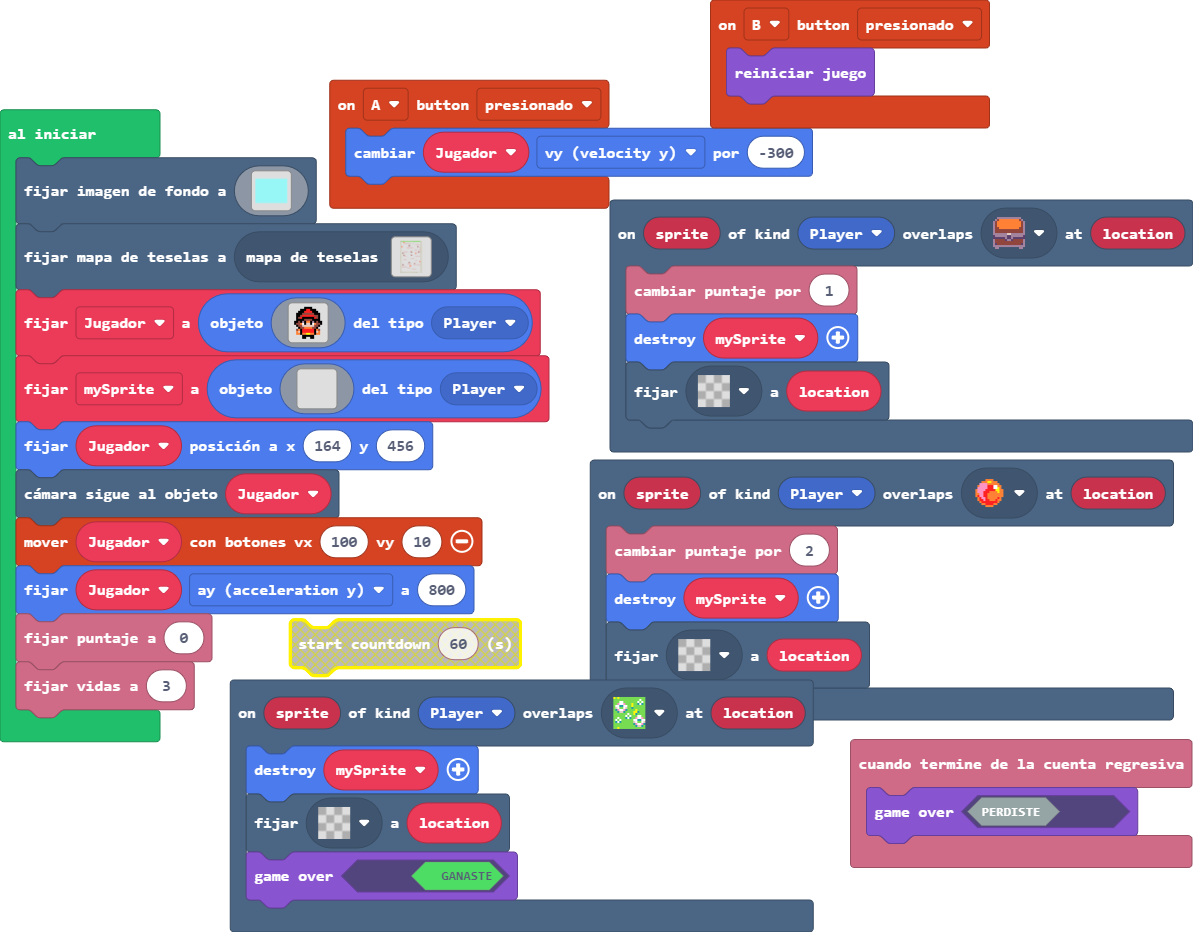 on B button presionado
reiniciar juego
on A button presionado
cambiar Jugador vy (velocity y) por -300
al iniciar
fijar imagen de fondo a
fijar mapa de teselas a mapa de teselas
fijar Jugador a objeto del tipo Player
fijar mySprite a objeto del tipo Player
fijar Jugador posición a x 164 y 456
cámara sigue al objeto Jugador
mover Jugador con botones vx 100 vy 10
fijar Jugador ay (acceleration y) a 800
fijar puntaje a 0
fijar vidas a 3
start countdown 60 (s)
on sprite of kind Player overlaps at location
cambiar puntaje por 1
destroy mySprite
fijar a location
on sprite of kind Player overlaps at location
cambiar puntaje por 2
destroy mySprite
fijar a location
on sprite of kind Player overlaps at location
destroy mySprite
fijar a location
game over GANASTE
cuando termine de la cuenta regresiva
game over PERDISTE